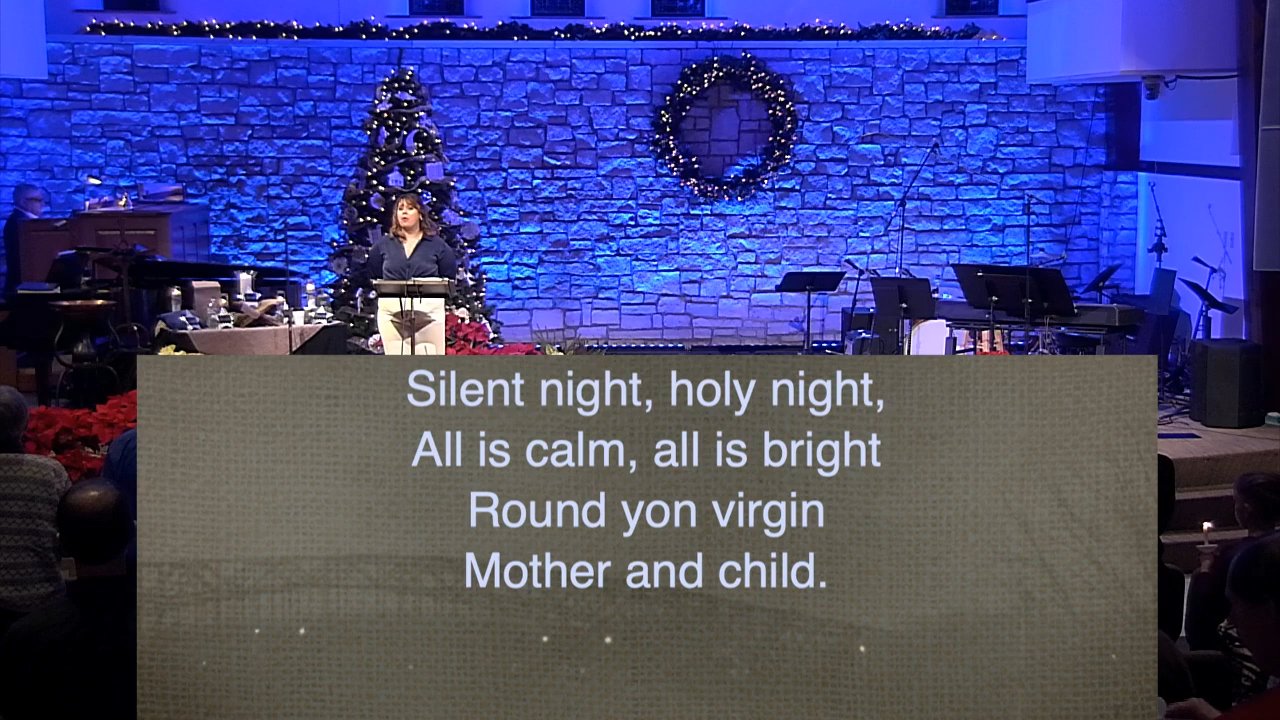 Silent night, holy night,
All is calm, all is bright
Round yon virgin
Mother and child.